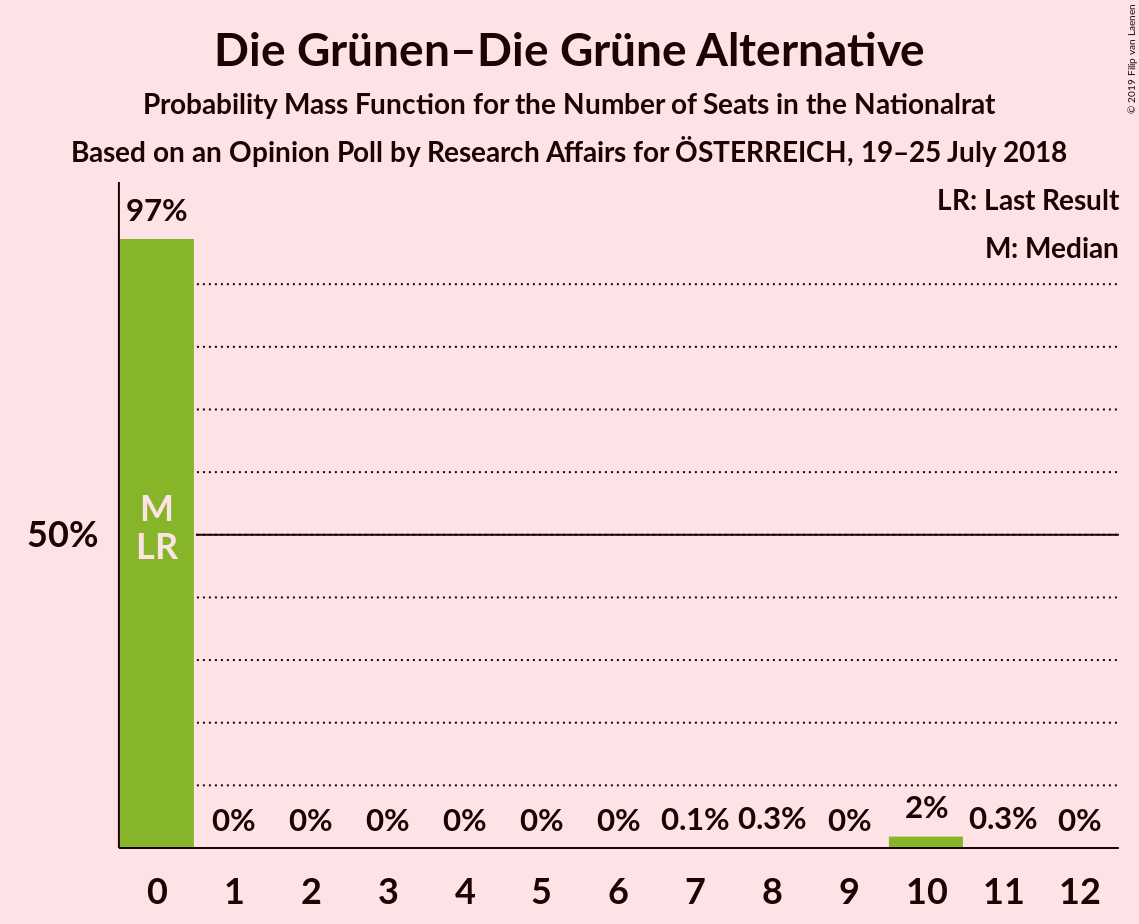 Die Grünen–Die Grüne Alternative
Probability Mass Function for the Number of Seats in the Nationalrat
Based on an Opinion Poll by Research Affairs for ÖSTERREICH, 19–25 July 2018
© 2019 Filip van Laenen
LR: Last Result
M: Median
97%
M
LR
50%
0% 0% 0% 0% 0% 0% 0.1% 0.3% 0% 2% 0.3% 0%
0 1 2 3 4 5 6 7 8 9 10 11 12